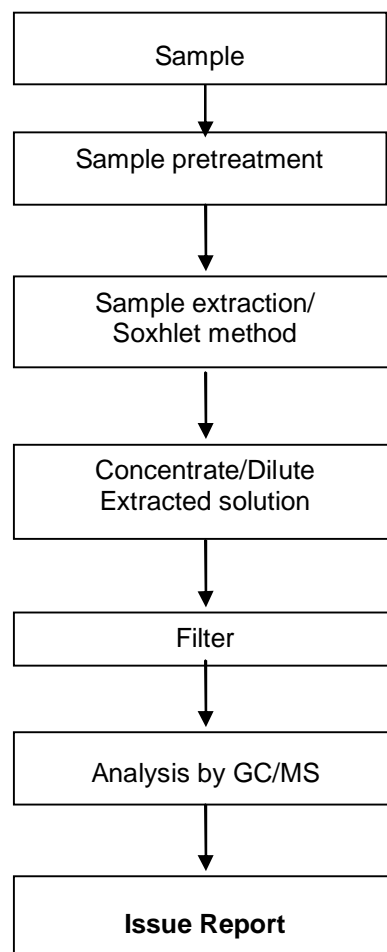 Sample
Sample pretreatment
Sample extraction/
Soxhlet method
Concentrate/Dilute
Extracted solution
Filter
Analysis by GC/MS
Issue Report